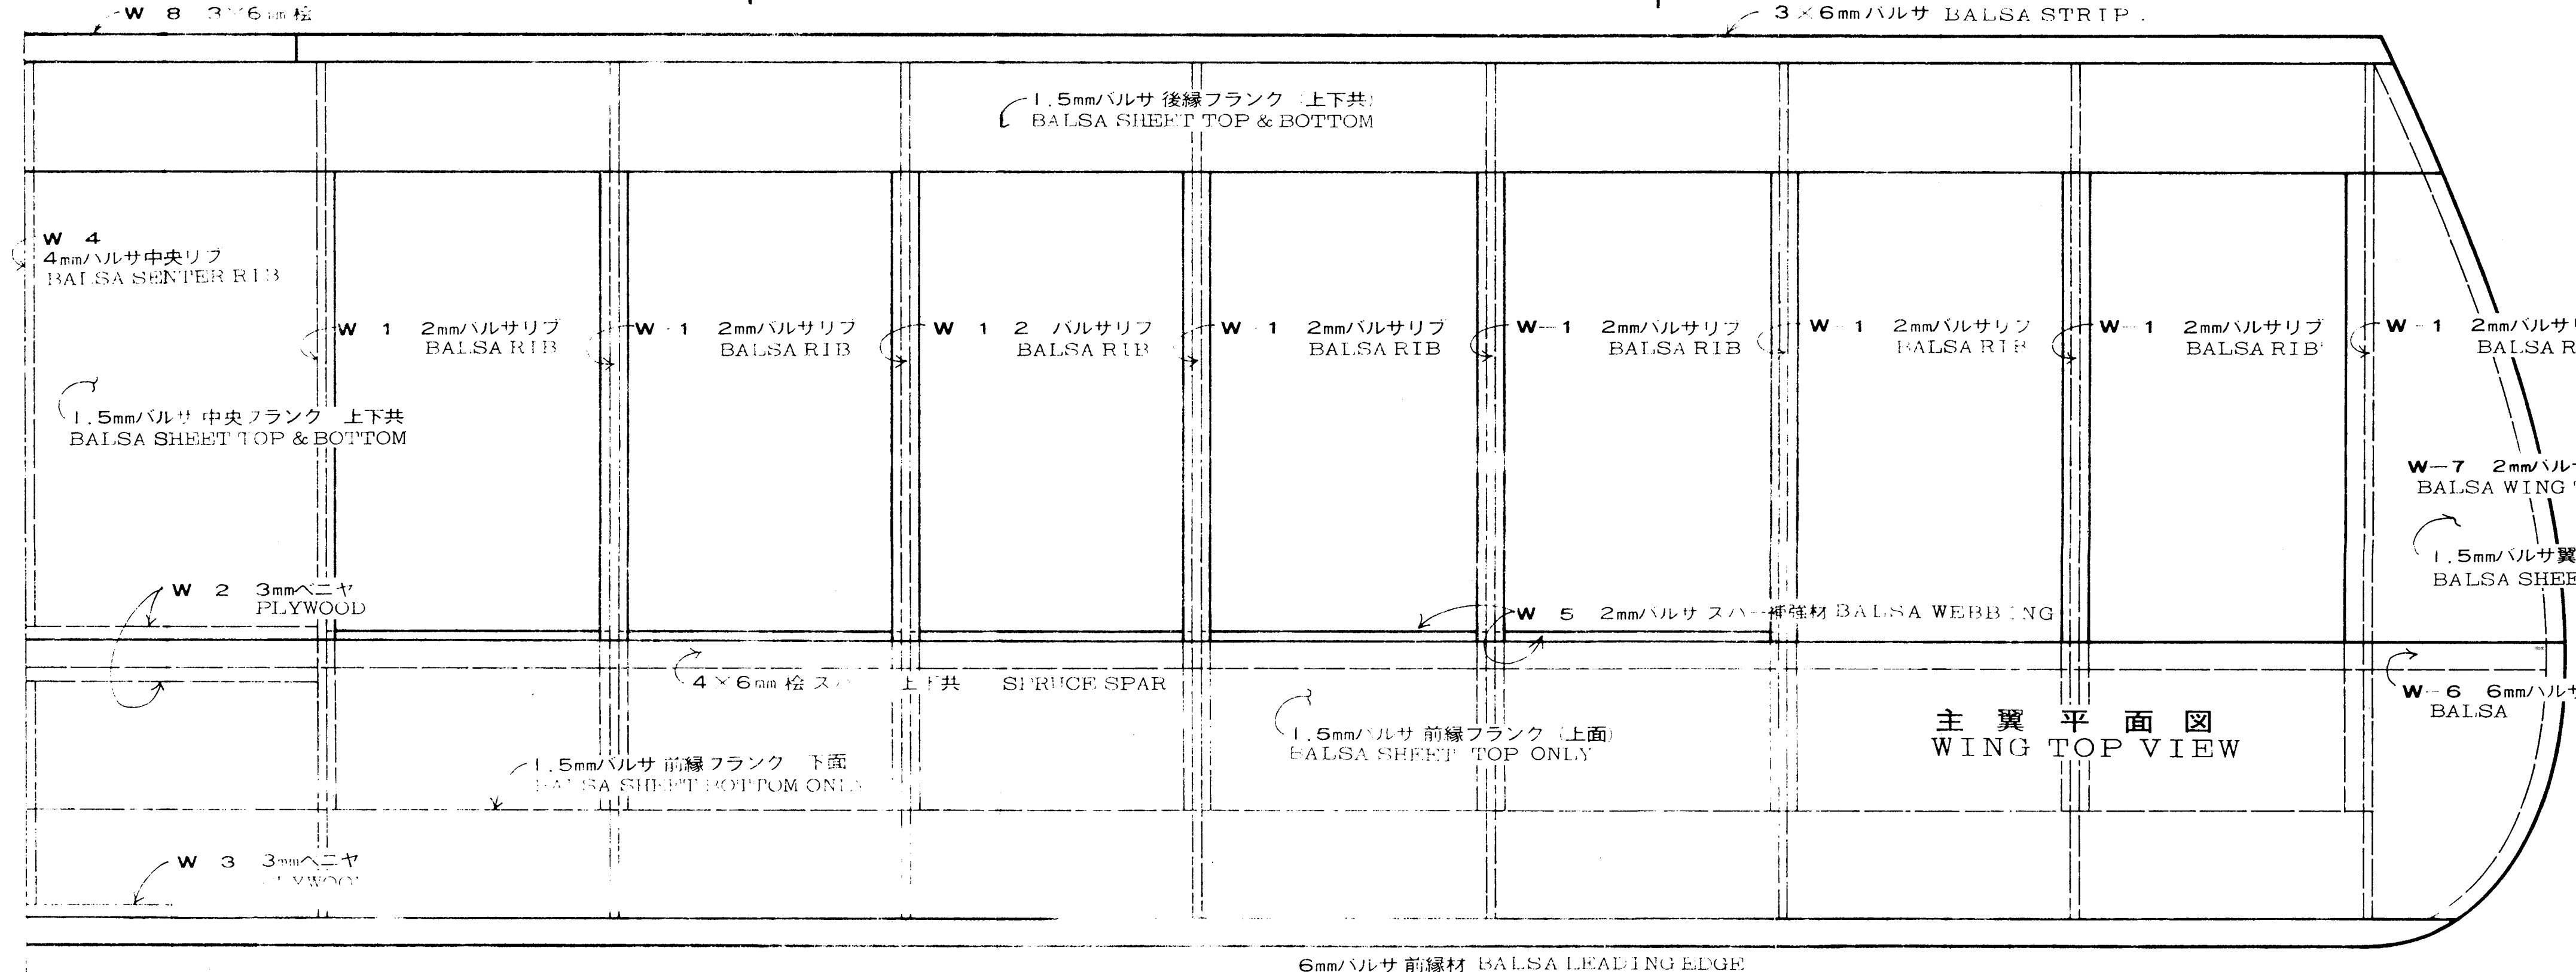 W 8 3×6mm 桧
3×6mmバルサ BALSA STRIP.
1.5mmバルサ 後縁フランク (上下共)
BALSA SHEET TOP & BOTTOM
W 4
4mmハルサ中央リブ
BALSA SENTER RIB
W 1 2mmバルサリブ
BALSA RIB
W-1 2mmバルサリブ
BALSA RIB
W 1 2 バルサリフ
BALSA RIB
W-1 2mmバルサリブ
BALSA RIB
W-1 2mmバルサリブ
BALSA RIB
W-1 2mmバルサリブ
BALSA RIB
W-1 2mmバルサリブ
BALSA RIB
W-1 2mmバルサ
BALSA R
1.5mmバルサ 中央フランク 上下共
BALSA SHEET TOP & BOTTOM
W-7 2mmバル
BALSA WING
1.5mmバルサ翼
BALSA SHEE
W 2 3mmベニヤ
PLYWOOD
W 5 2mmバルサ スパー補強材 BALSA WEBBING
4×6mm 桧 ス 上下共 SPRUCE SPAR
W-6 6mmハルサ
BALSA
1.5mmバルサ 前縁フランク (上面)
BALSA SHEET TOP ONLY
主翼平面図
WING TOP VIEW
1.5mmバルサ 前縁フランク 下面
BALSA SHEET BOTTOM ONLY
W 3 3mmベニヤ
PLYWOOD
6mmバルサ 前縁材 BALSA LEADING EDGE